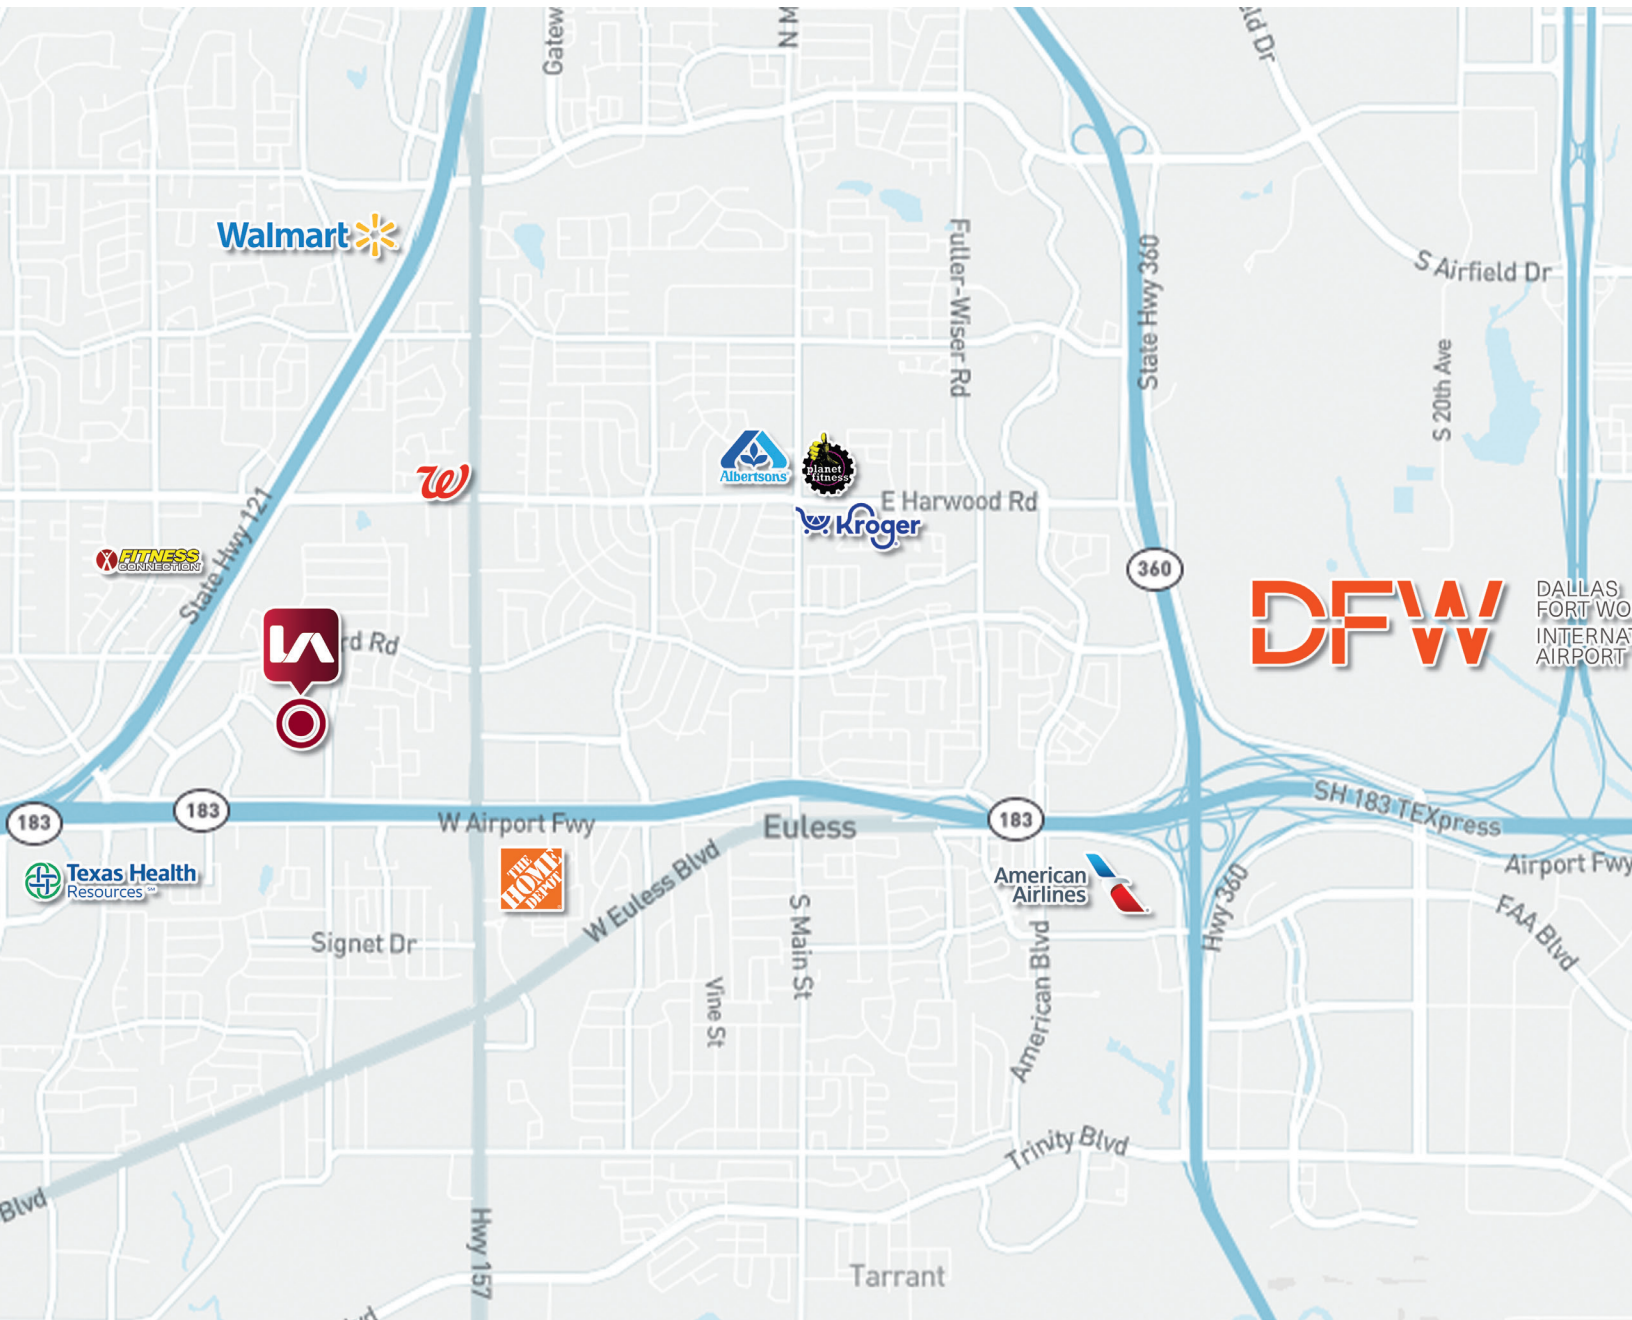 Gatew
N M
ld Dr
Walmart
Fuller-Wiser Rd
State Hwy 360
S Airfield Dr
S 20th Ave
Albertsons
planet
fitness
E Harwood Rd
Kroger
W
State Hwy 121
FITNESS
CONNECTION
360
DFW
DALLAS
FORT WO
INTERNAT
AIRPORT
LA
rd Rd
183
183
W Airport Fwy
Euless
183
SH 183 TEXpress
Airport Fwy
Texas Health
Resources SM
THE
HOME
DEPOT
W Euless Blvd
American
Airlines
Hwy 360
FAA Blvd
Signet Dr
S Main St
Vine St
American Blvd
Trinity Blvd
Blvd
Hwy 157
Tarrant
vd